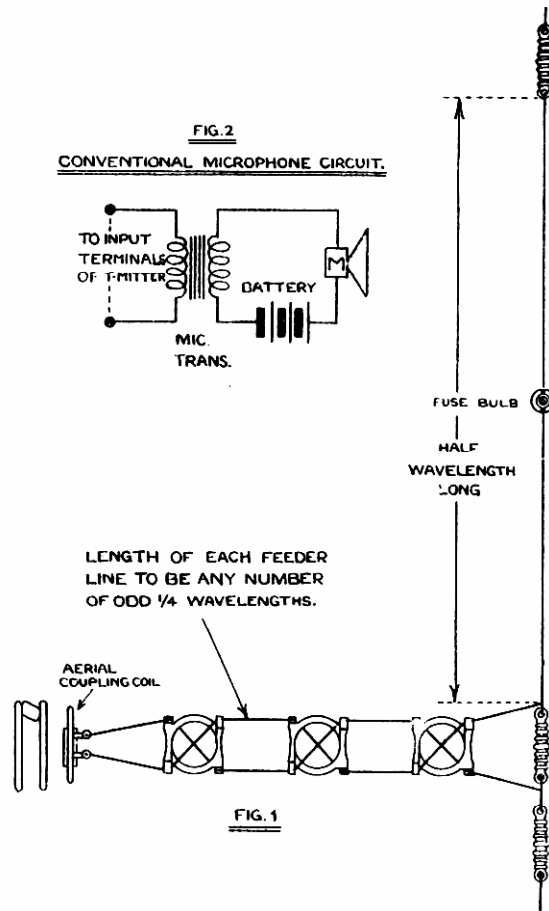 FIG.2
CONVENTIONAL MICROPHONE CIRCUIT.
TO INPUT
TERMINALS
OF T-MITTER
BATTERY
M
MIC.
TRANS.
FUSE BULB
HALF
WAVELENGTH
LONG
LENGTH OF EACH FEEDER
LINE TO BE ANY NUMBER
OF ODD 1/4 WAVELENGTHS.
AERIAL
COUPLING COIL
FIG.1